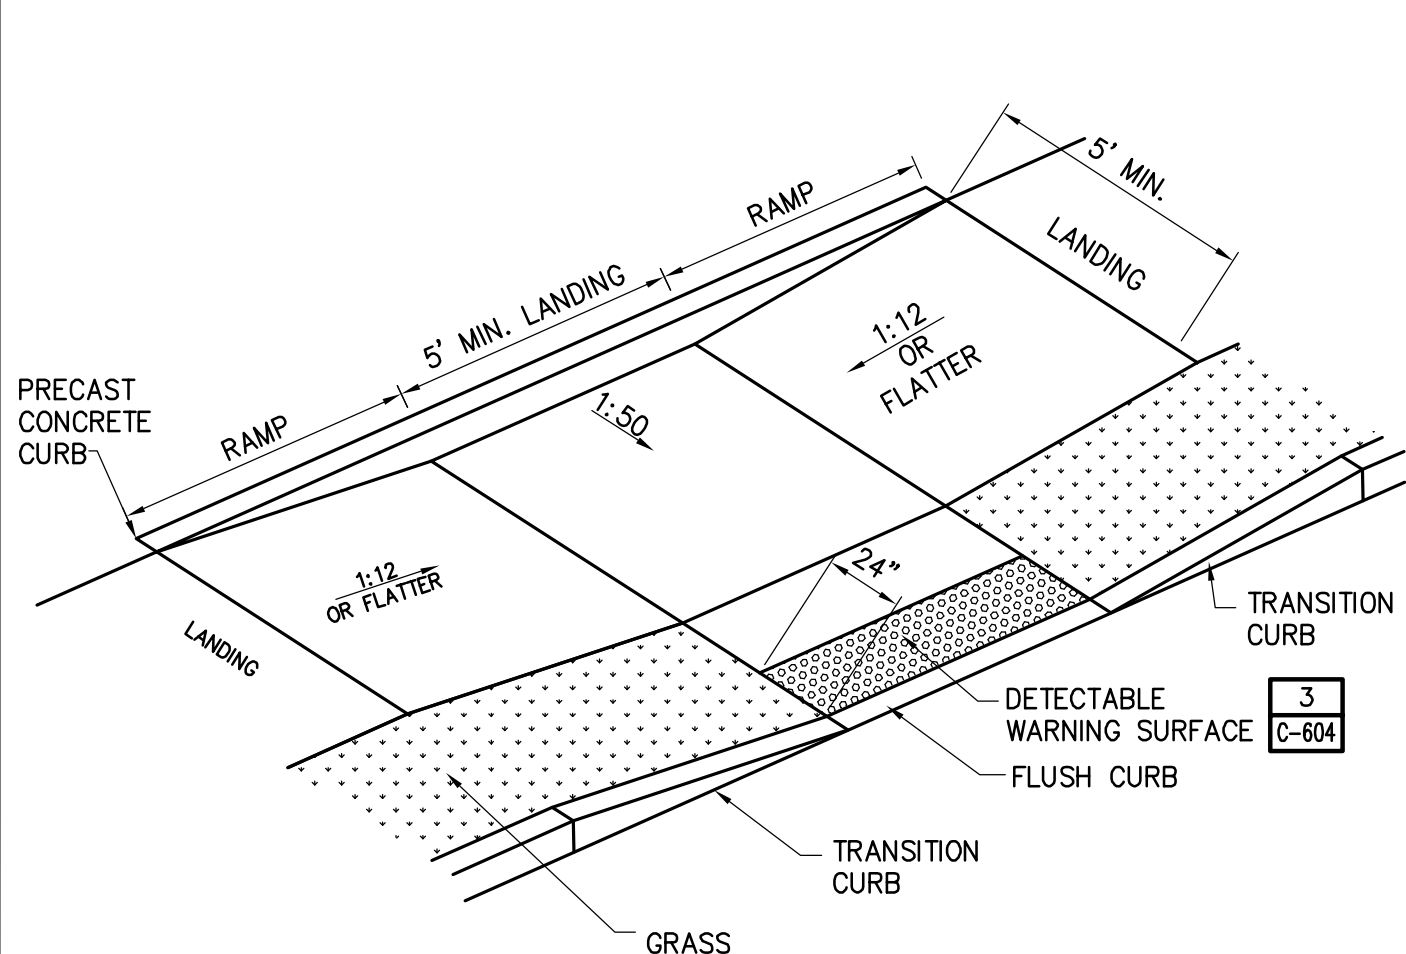 5' MIN.
RAMP
LANDING
5' MIN. LANDING
1:12
OR
FLATTER
PRECAST
CONCRETE
CURB
RAMP
1:50
1:12
OR FLATTER
24"
LANDING
TRANSITION
CURB
DETECTABLE
WARNING SURFACE
3
C-604
FLUSH CURB
TRANSITION
CURB
GRASS